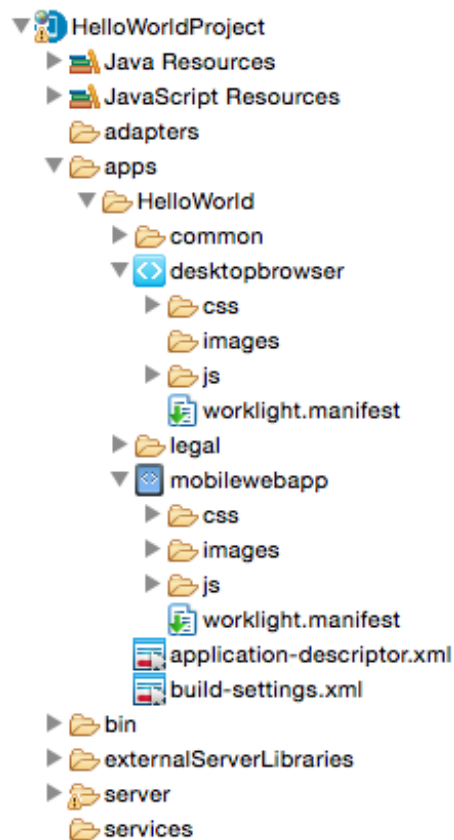 HelloWorldProject
Java Resources
JavaScript Resources
adapters
apps
HelloWorld
common
desktopbrowser
css
images
js
worklight.manifest
legal
mobilewebapp
css
images
js
worklight.manifest
application-descriptor.xml
build-settings.xml
bin
externalServerLibraries
server
services